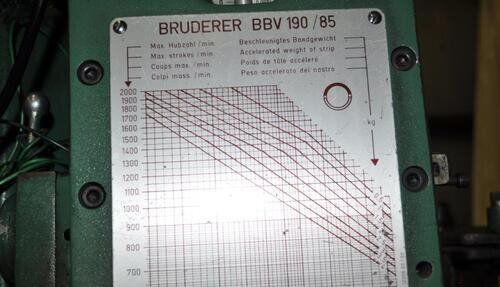 BRUDERER BBV 190/85
Max. Hubzahl/min.
Max. strokes/min.
Coups max./min.
Colpi mass./min.
Beschleunigtes Bandgewicht
Accelerated weight of strip
Poids de tôle accéléré
Peso accelerato del nastro
kg
2000
1900
1800
1700
1600
1500
1400
1300
1200
1100
1000
900
800
700